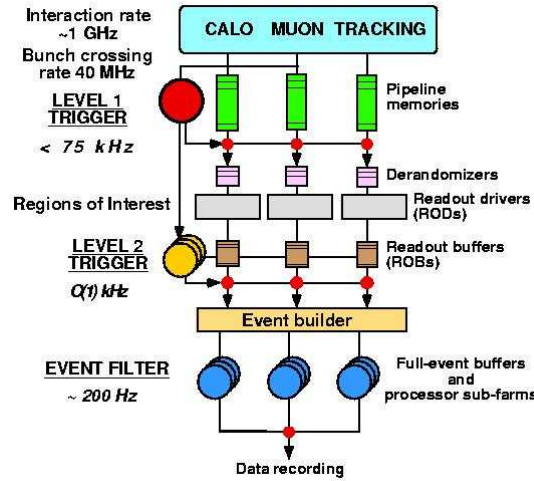 Interaction rate
~1 GHz
Bunch crossing
rate 40 MHz
CALO MUON TRACKING
LEVEL 1
TRIGGER
< 75 kHz
Pipeline
memories
Derandomizers
Regions of Interest
Readout drivers
(RODs)
LEVEL 2
TRIGGER
O(1) kHz
Readout buffers
(ROBs)
Event builder
EVENT FILTER
~ 200 Hz
Full-event buffers
and
processor sub-farms
Data recording